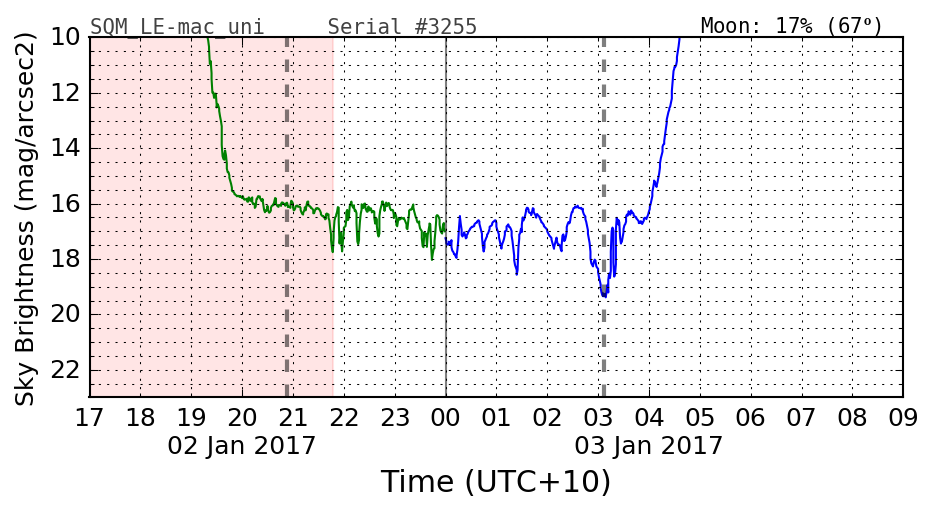 SQM_LE-mac_uni Serial #3255 Moon: 17% (67°)
Sky Brightness (mag/arcsec2)
10
12
14
16
18
20
22
17 18 19 20 21 22 23 00 01 02 03 04 05 06 07 08 09
02 Jan 2017 03 Jan 2017
Time (UTC+10)